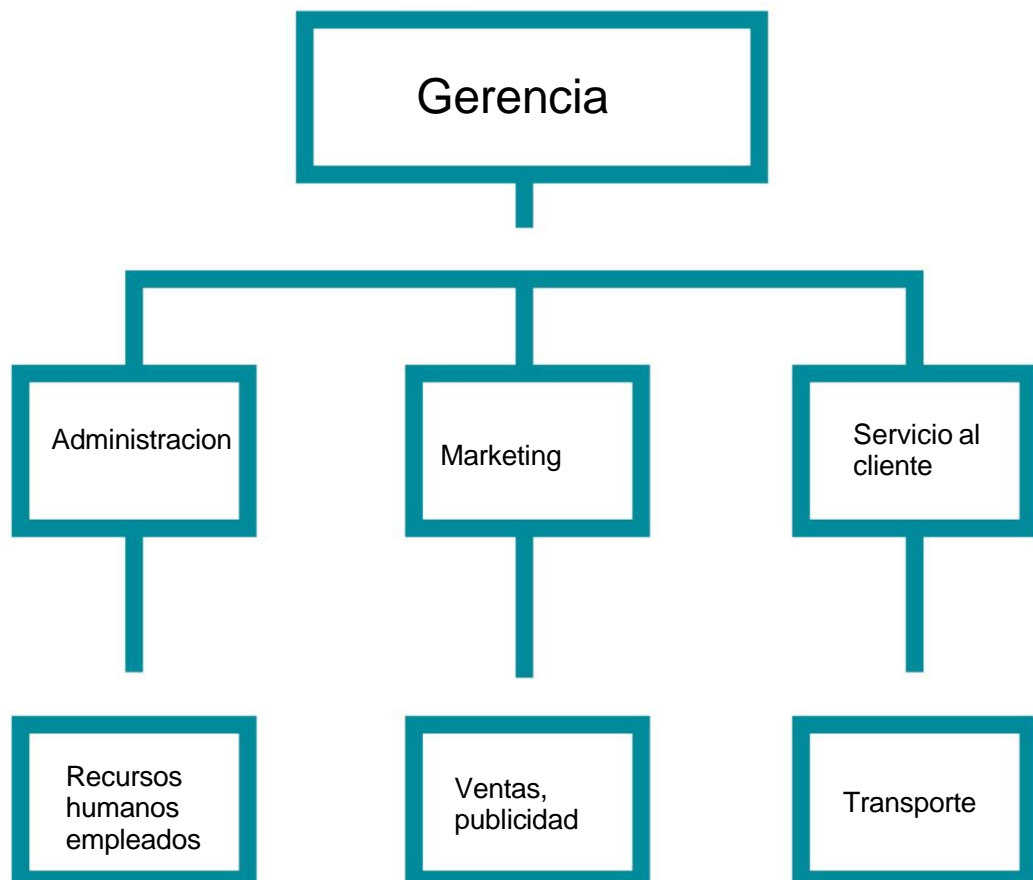 Gerencia
Administracion
Marketing
Servicio al
cliente
Recursos
humanos
empleados
Ventas,
publicidad
Transporte